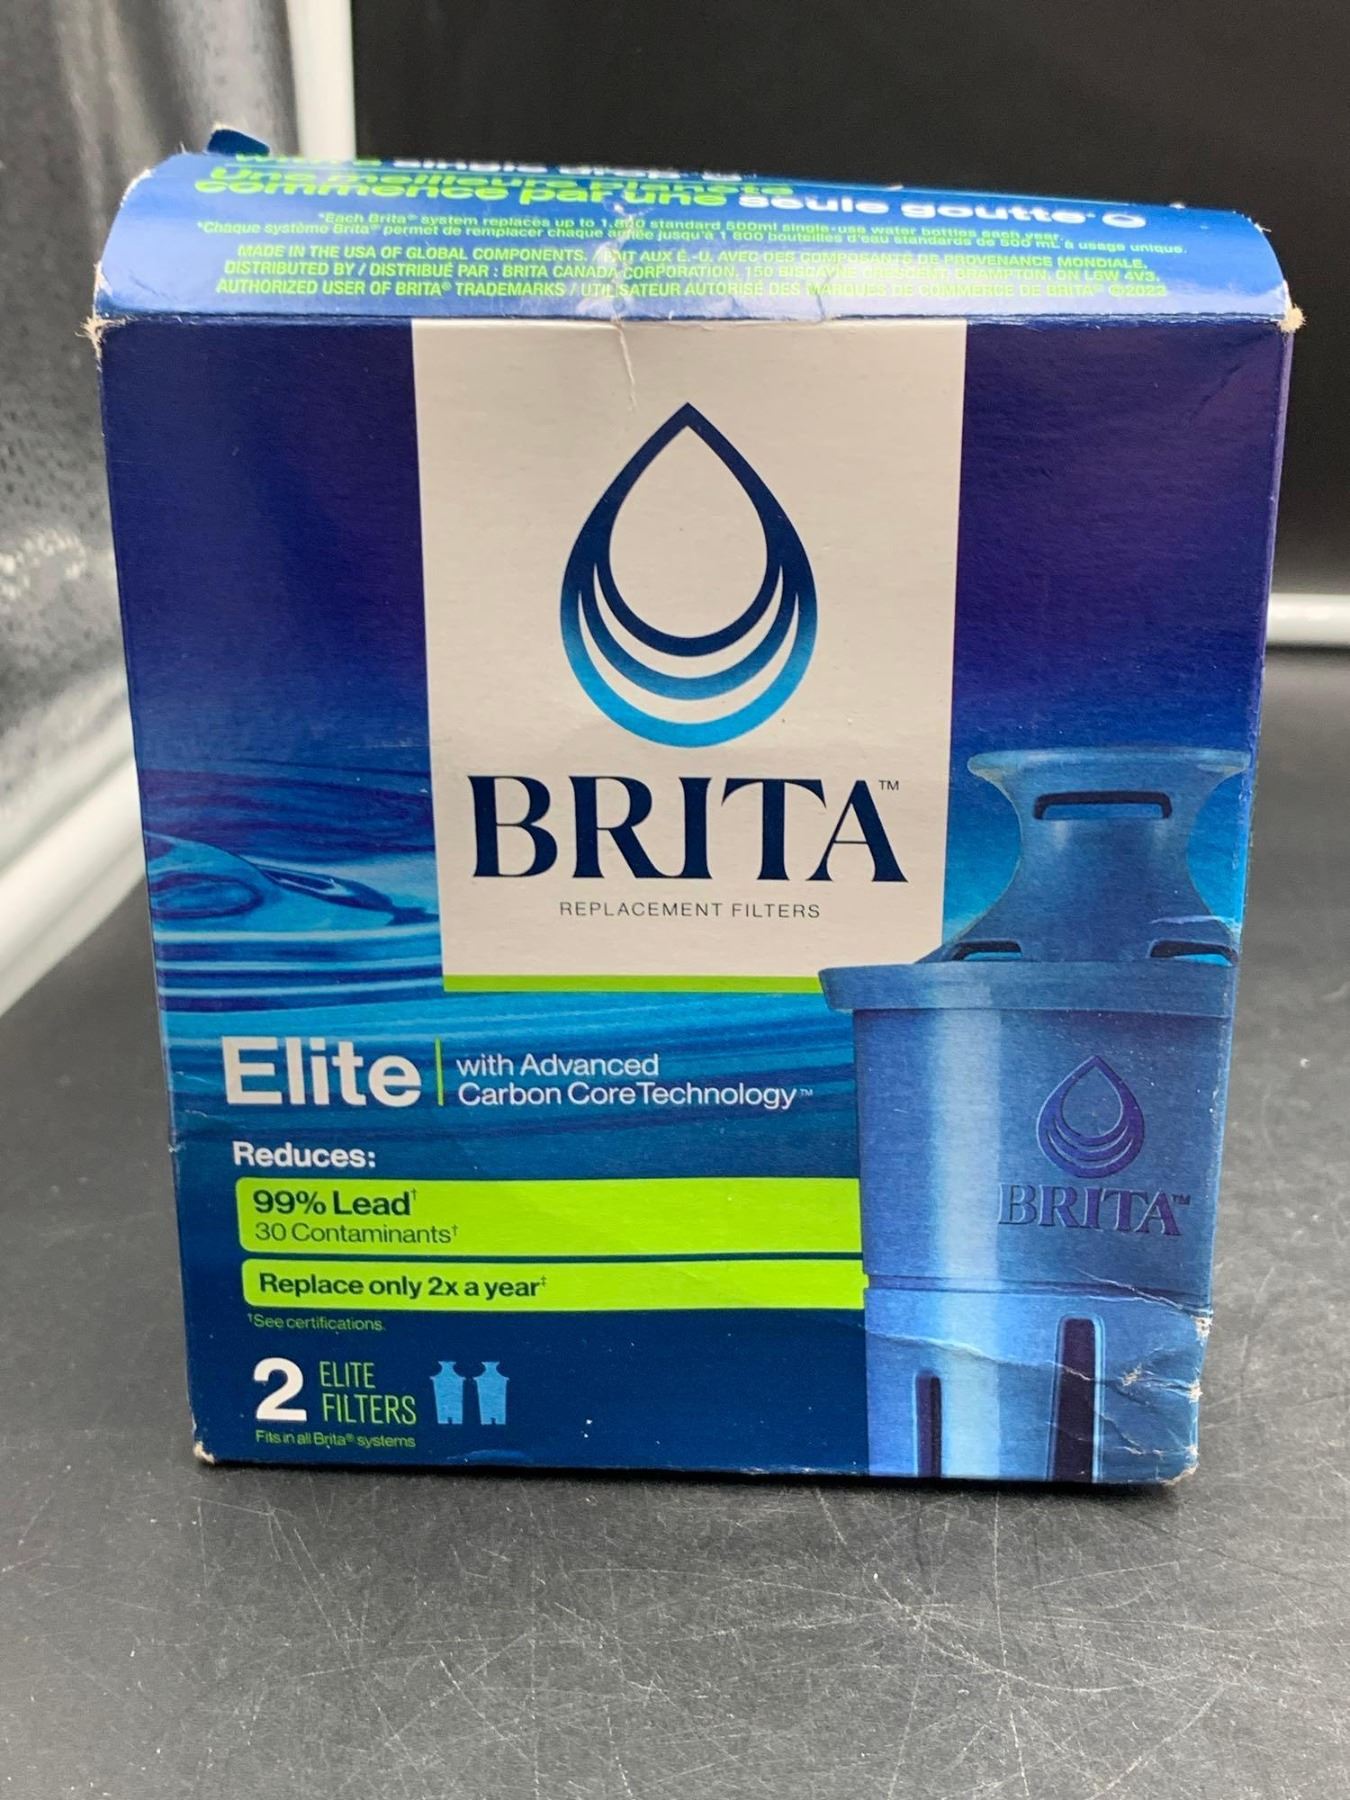 Une meilleure planète
commence par une seule goutte*
*Each Brita® system replaces up to 1,800 standard 500ml single-use water bottles each year.
*Chaque système Brita® permet de remplacer chaque année jusqu'à 1 800 bouteilles d'eau standards de 500 mL à usage unique.
MADE IN THE USA OF GLOBAL COMPONENTS. / FAIT AUX É.-U. AVEC DES COMPOSANTS DE PROVENANCE MONDIALE.
DISTRIBUTED BY / DISTRIBUÉ PAR : BRITA CANADA CORPORATION, 150 BISCAYNE CRESCENT, BRAMPTON, ON L6W 4V3.
AUTHORIZED USER OF BRITA® TRADEMARKS / UTILISATEUR AUTORISÉ DES MARQUES DE COMMERCE DE BRITA® ©2022
BRITA™
REPLACEMENT FILTERS
Elite
with Advanced
Carbon Core Technology™
Reduces:
99% Lead†
30 Contaminants†
Replace only 2x a year‡
†See certifications.
2 ELITE
FILTERS
Fits in all Brita® systems
BRITA™